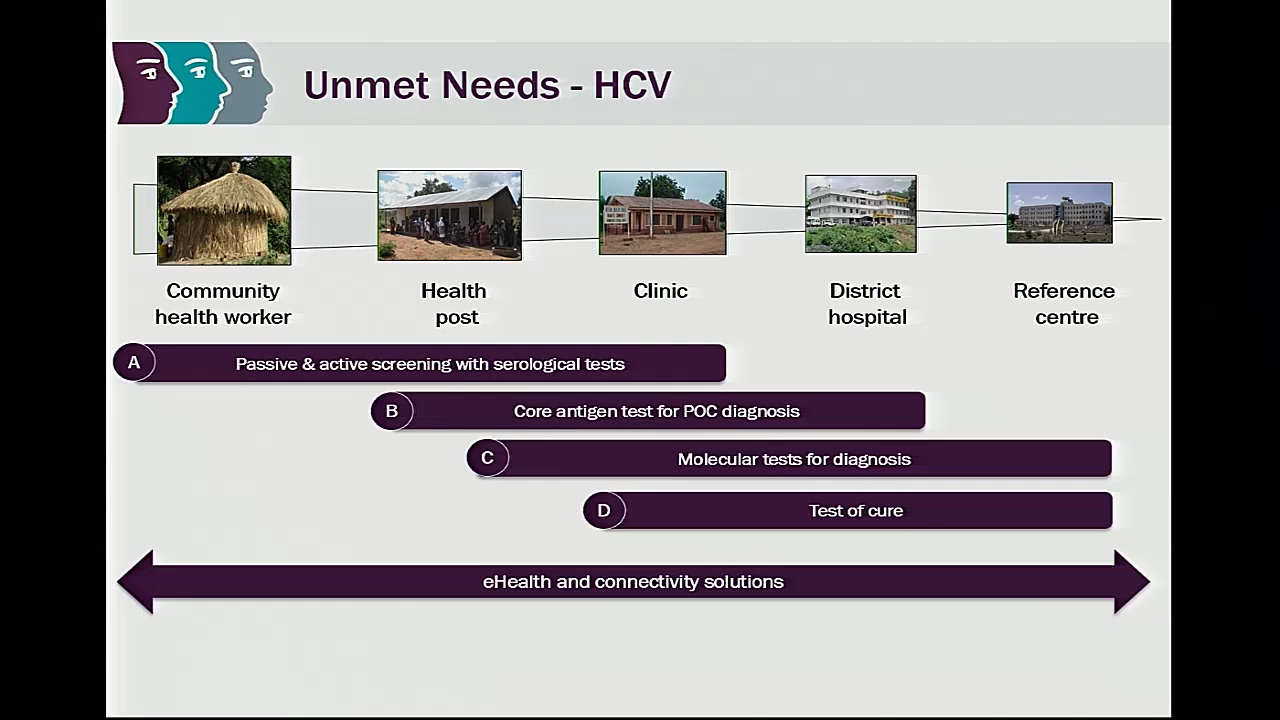 Unmet Needs - HCV
Community
health worker
Health
post
Clinic
District
hospital
Reference
centre
A
Passive & active screening with serological tests
B
Core antigen test for POC diagnosis
C
Molecular tests for diagnosis
D
Test of cure
eHealth and connectivity solutions